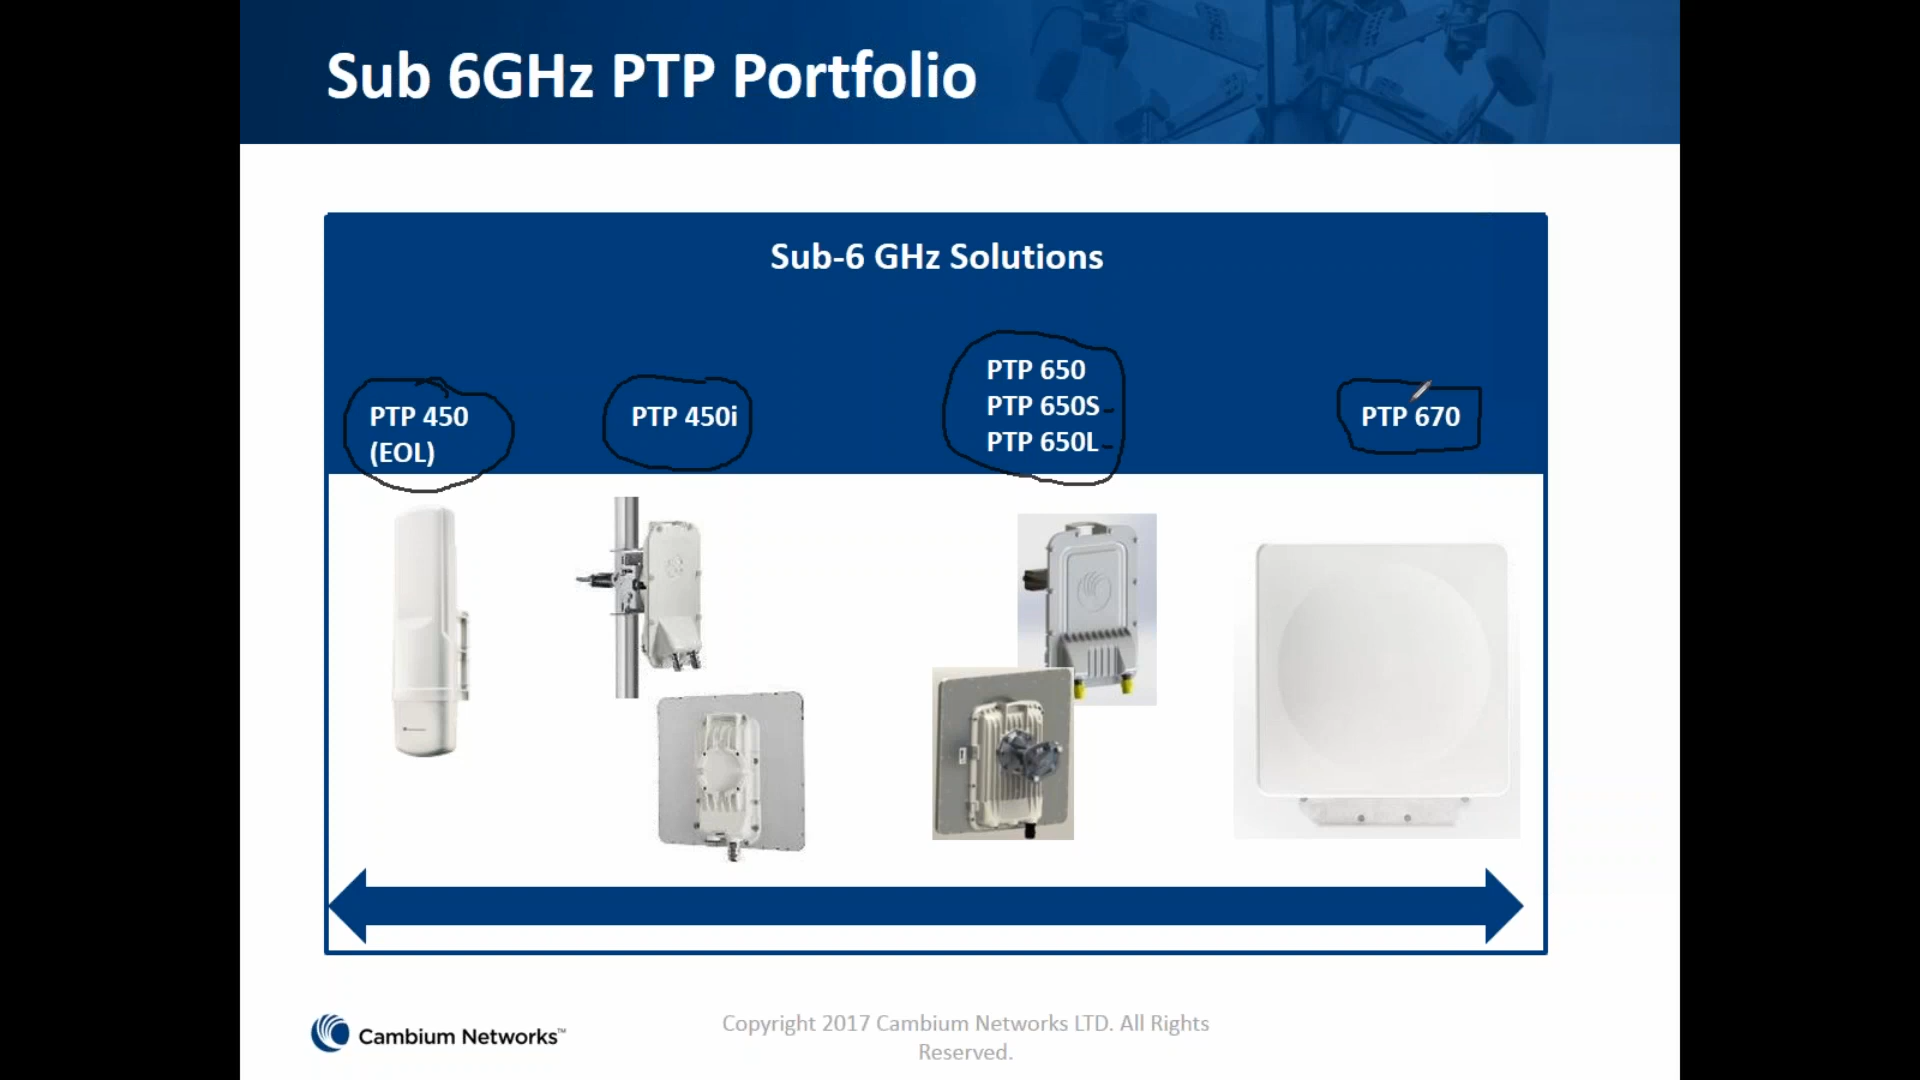 Sub 6GHz PTP Portfolio
Sub-6 GHz Solutions
PTP 450
(EOL)
PTP 450i
PTP 650
PTP 650S
PTP 650L
PTP 670
Cambium Networks™
Copyright 2017 Cambium Networks LTD. All Rights
Reserved.